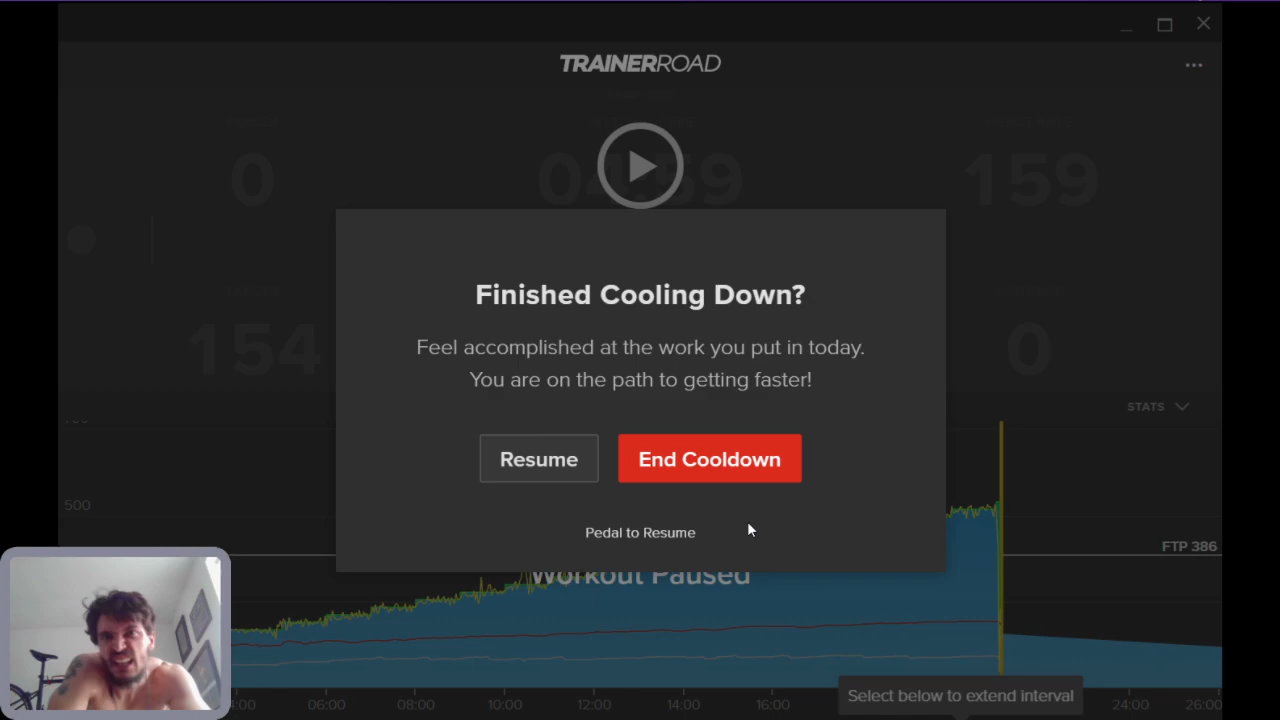 TRAINERROAD
0
04:59
159
154
0
STATS
Finished Cooling Down?
Feel accomplished at the work you put in today.
You are on the path to getting faster!
Resume
End Cooldown
Pedal to Resume
500
FTP 386
Workout Paused
Select below to extend interval
06:00
08:00
10:00
12:00
14:00
16:00
24:00
26:00